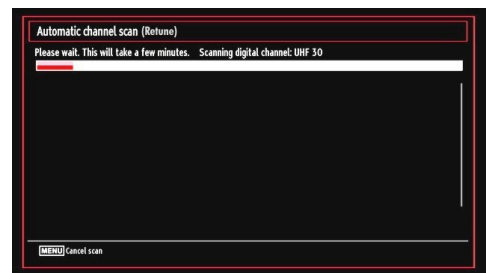 Automatic channel scan (Retune)
Please wait. This will take a few minutes. Scanning digital channel: UHF 30
MENU Cancel scan